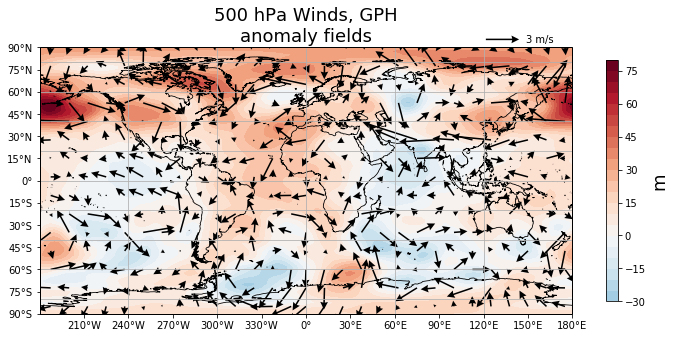 500 hPa Winds, GPH
anomaly fields
3 m/s
90°N
75°N
60°N
45°N
30°N
15°N
0°
15°S
30°S
45°S
60°S
75°S
90°S
210°W 240°W 270°W 300°W 330°W 0° 30°E 60°E 90°E 120°E 150°E 180°E
75
60
45
30
15
0
−15
−30
m